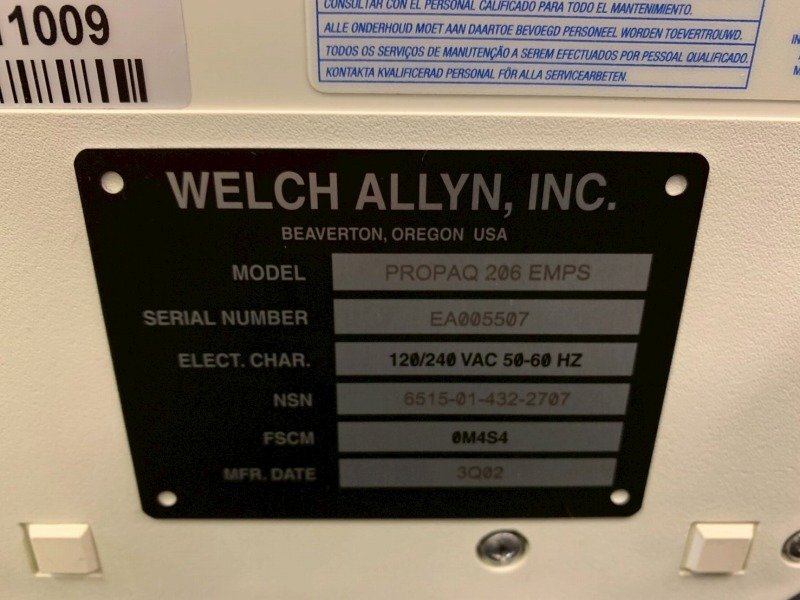 11009
CONSULTAR CON EL PERSONAL CALIFICADO PARA TODO EL MANTENIMIENTO.
ALLE ONDERHOUD MOET AAN DAARTOE BEVOEGD PERSONEEL WORDEN TOEVERTROUWD.
TODOS OS SERVIÇOS DE MANUTENÇÃO A SEREM EFECTUADOS POR PESSOAL QUALIFICADO.
KONTAKTA KVALIFICERAD PERSONAL FÖR ALLA SERVICEARBETEN.
IN
M
WELCH ALLYN, INC.
BEAVERTON, OREGON USA
MODEL PROPAQ 206 EMPS
SERIAL NUMBER EA005507
ELECT. CHAR. 120/240 VAC 50-60 HZ
NSN 6515-01-432-2707
FSCM 0M4S4
MFR. DATE 3Q02